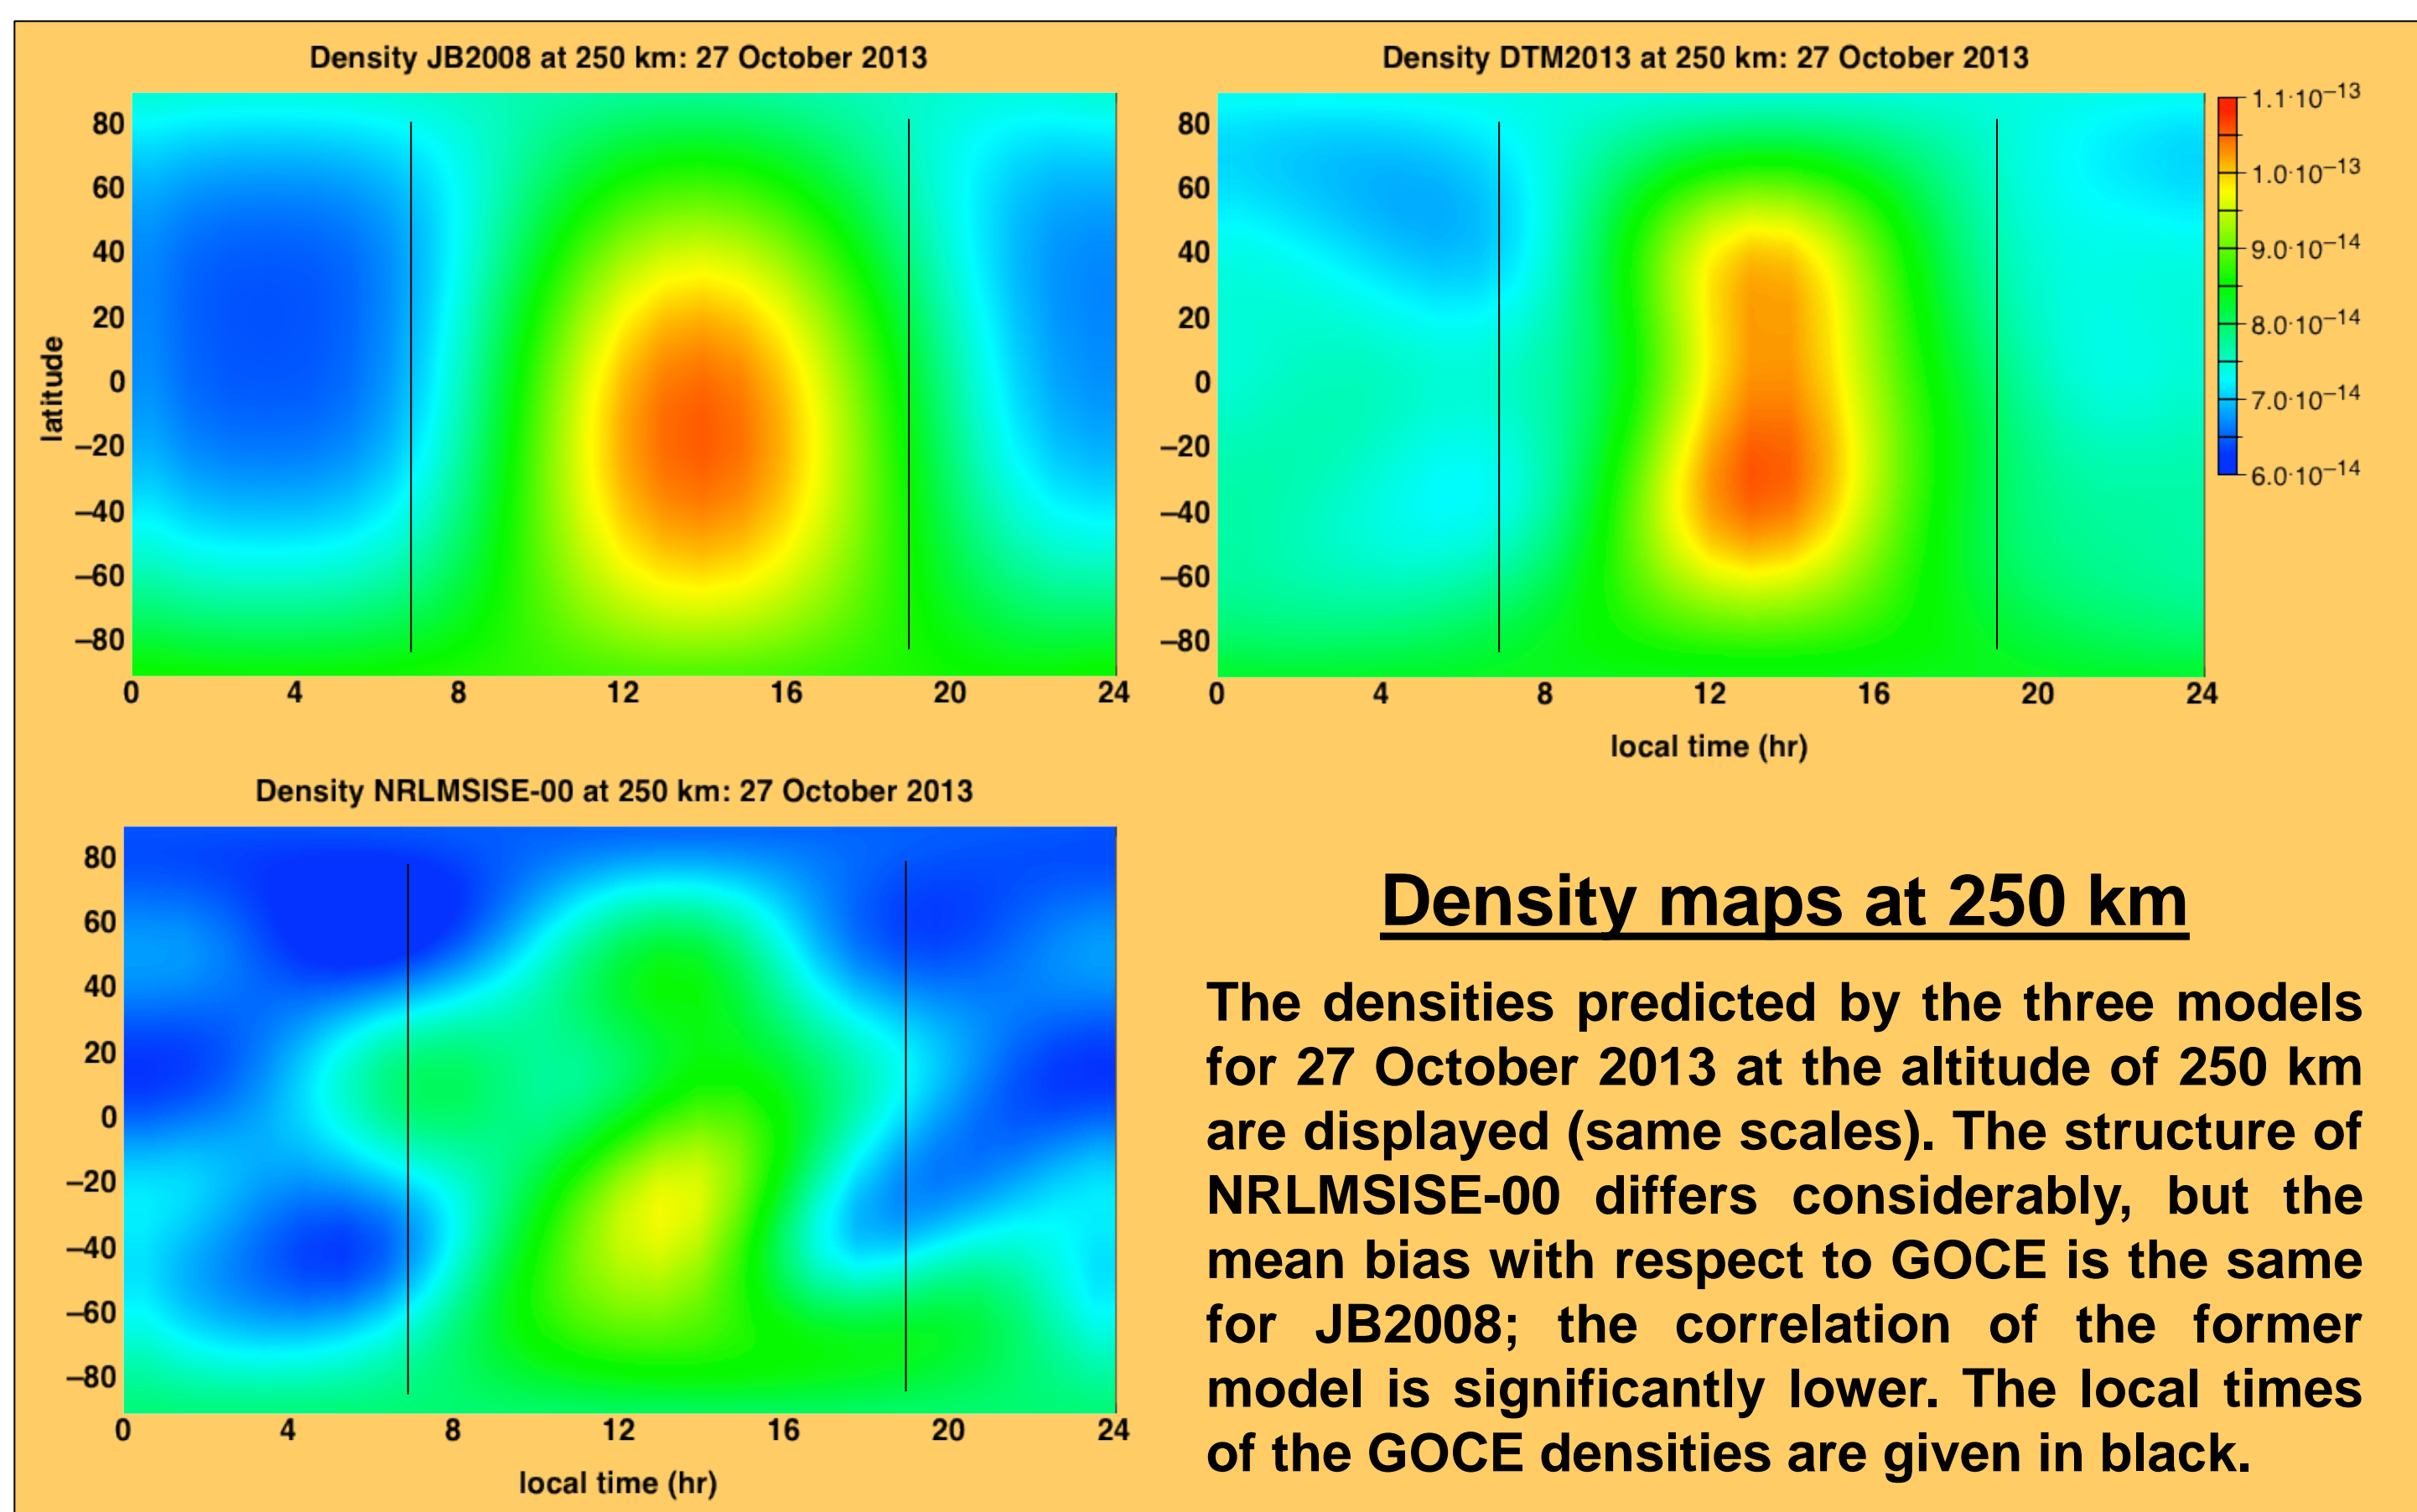 Density JB2008 at 250 km: 27 October 2013
latitude
80
60
40
20
0
–20
–40
–60
–80
0 4 8 12 16 20 24
Density DTM2013 at 250 km: 27 October 2013
80
60
40
20
0
–20
–40
–60
–80
0 4 8 12 16 20 24
local time (hr)
1.1·10⁻¹³
1.0·10⁻¹³
9.0·10⁻¹⁴
8.0·10⁻¹⁴
7.0·10⁻¹⁴
6.0·10⁻¹⁴
Density NRLMSISE-00 at 250 km: 27 October 2013
80
60
40
20
0
–20
–40
–60
–80
0 4 8 12 16 20 24
local time (hr)
Density maps at 250 km
The densities predicted by the three models
for 27 October 2013 at the altitude of 250 km
are displayed (same scales). The structure of
NRLMSISE-00 differs considerably, but the
mean bias with respect to GOCE is the same
for JB2008; the correlation of the former
model is significantly lower. The local times
of the GOCE densities are given in black.